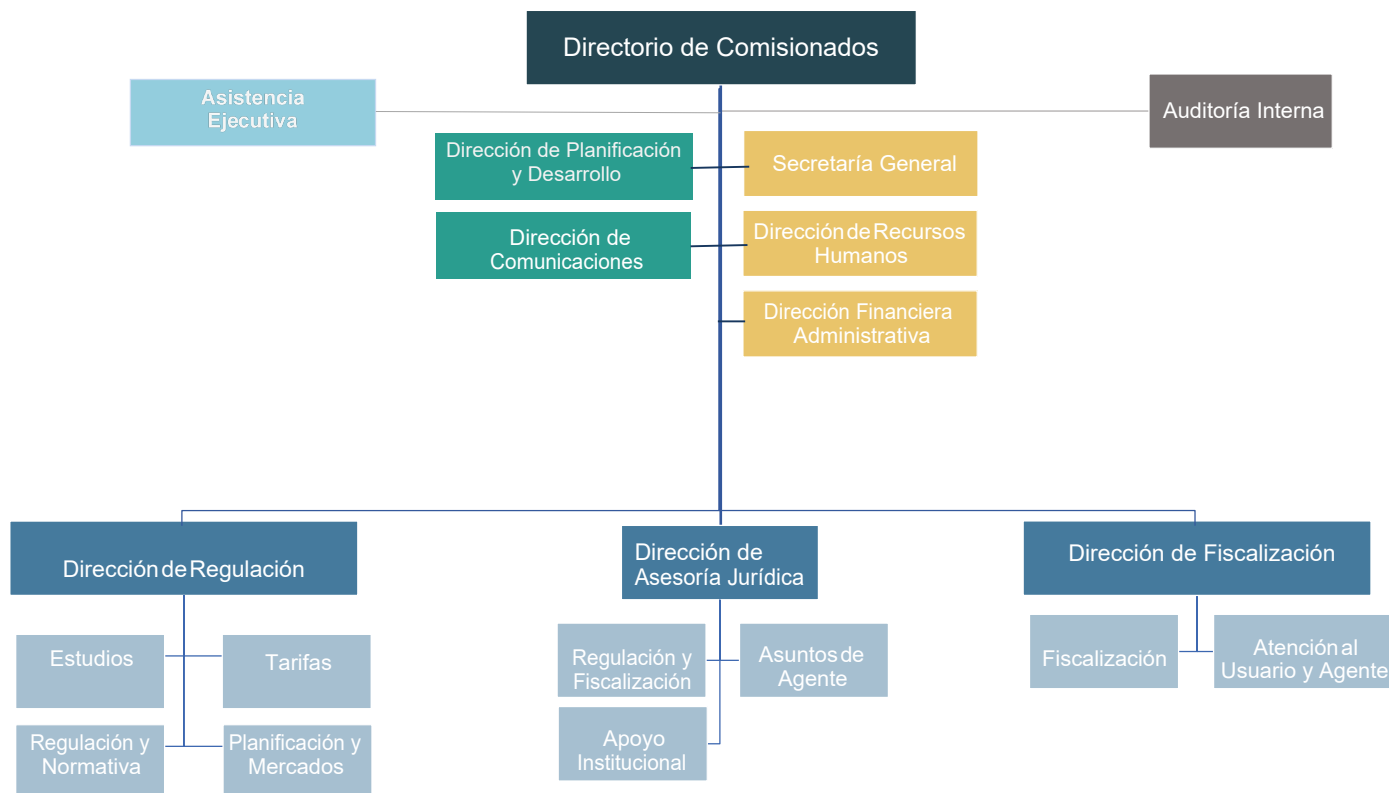 Directorio de Comisionados
Asistencia
Ejecutiva
Auditoría Interna
Dirección de Planificación
y Desarrollo
Secretaría General
Dirección de
Comunicaciones
Dirección de Recursos
Humanos
Dirección Financiera
Administrativa
Dirección de Regulación
Dirección de
Asesoría Jurídica
Dirección de Fiscalización
Estudios
Tarifas
Regulación y
Normativa
Planificación y
Mercados
Regulación y
Fiscalización
Asuntos de
Agente
Apoyo
Institucional
Fiscalización
Atención al
Usuario y Agente